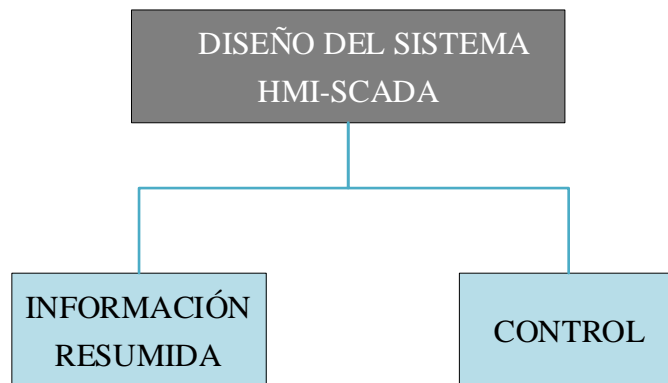 DISEÑO DEL SISTEMA
HMI-SCADA
INFORMACIÓN
RESUMIDA
CONTROL